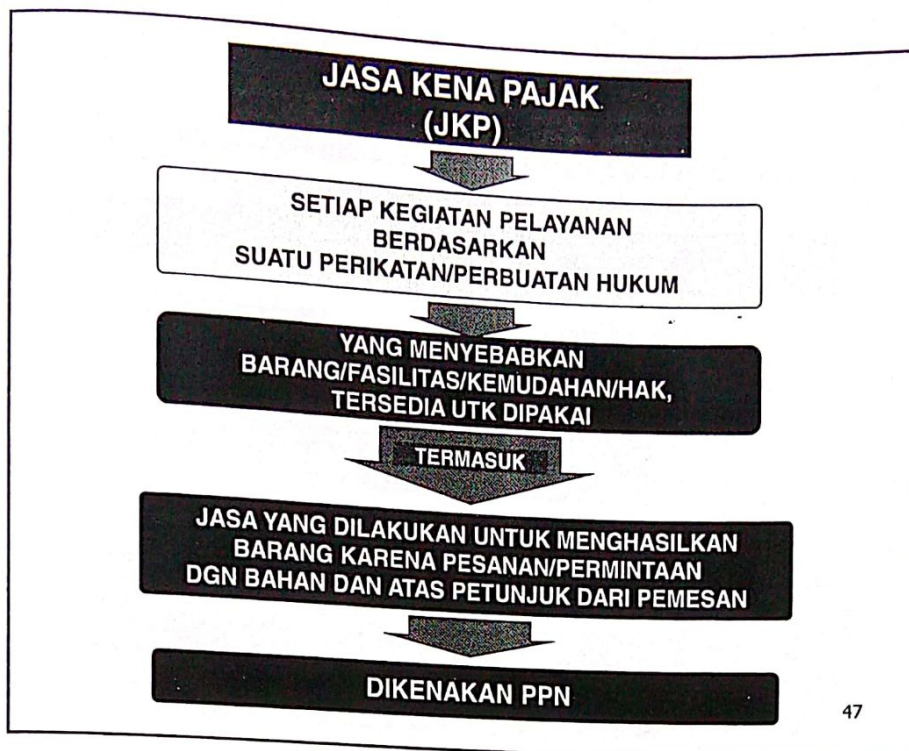 JASA KENA PAJAK
(JKP)
SETIAP KEGIATAN PELAYANAN
BERDASARKAN
SUATU PERIKATAN/PERBUATAN HUKUM
YANG MENYEBABKAN
BARANG/FASILITAS/KEMUDAHAN/HAK,
TERSEDIA UTK DIPAKAI
TERMASUK
JASA YANG DILAKUKAN UNTUK MENGHASILKAN
BARANG KARENA PESANAN/PERMINTAAN
DGN BAHAN DAN ATAS PETUNJUK DARI PEMESAN
DIKENAKAN PPN
47